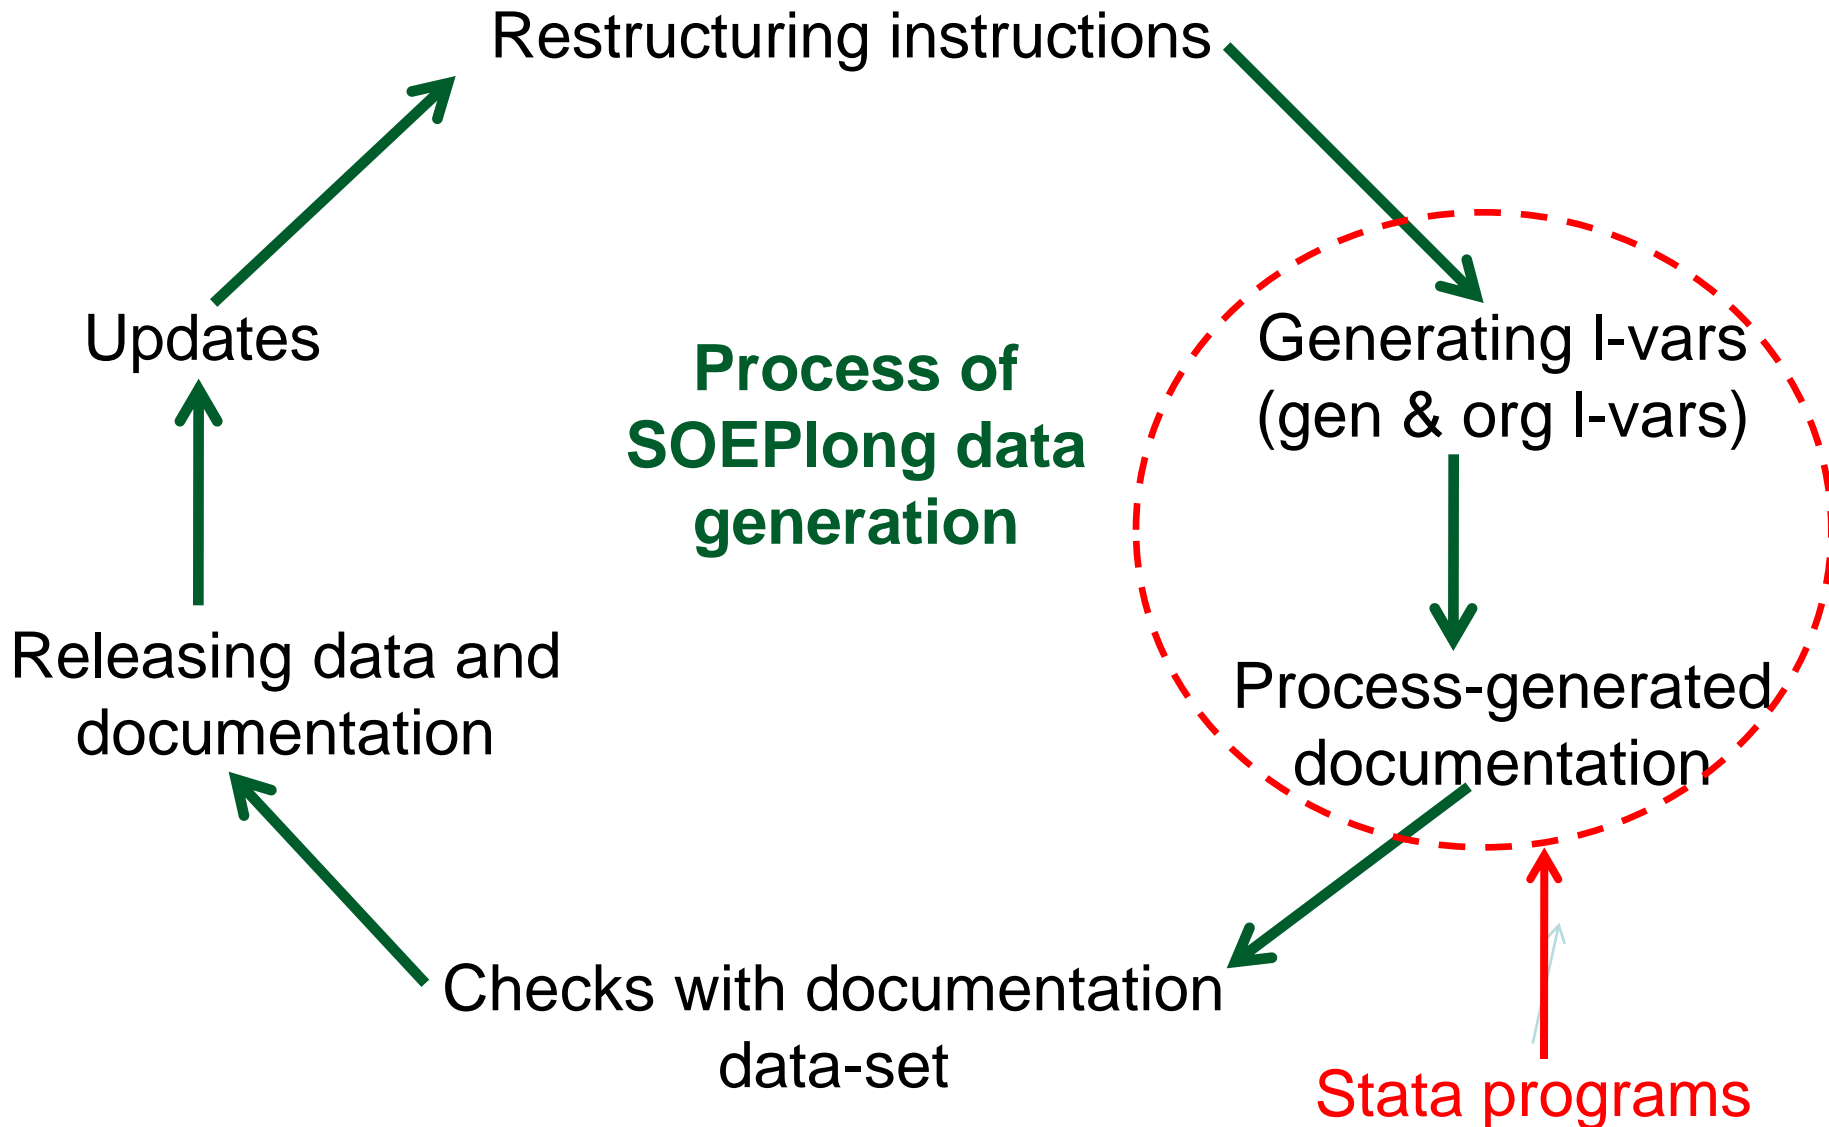 Restructuring instructions
Updates
Process of
SOEPlong data
generation
Generating l-vars
(gen & org l-vars)
Releasing data and
documentation
Process-generated
documentation
Checks with documentation
data-set
Stata programs